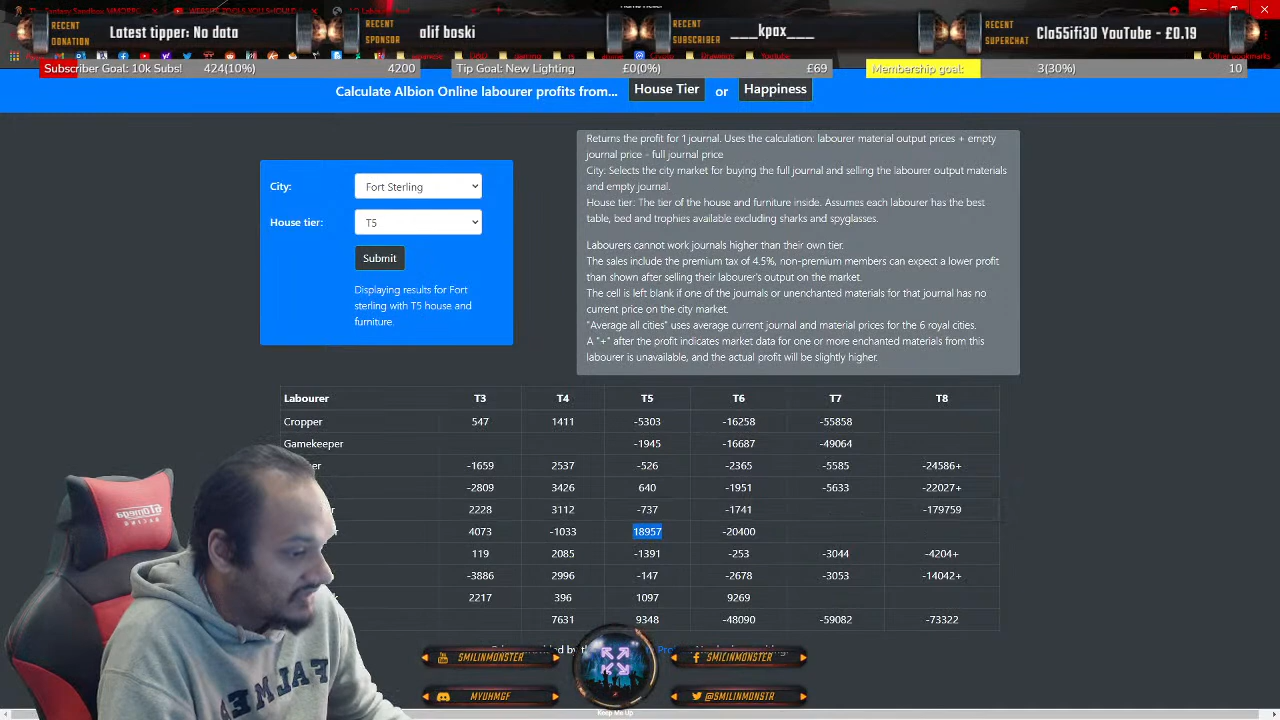 RECENT DONATION
Latest tipper: No data
RECENT SPONSOR
alif boski
RECENT SUBSCRIBER
___kpax___
RECENT SUPERCHAT
Clo55ifi3D YouTube - £0.19
Subscriber Goal: 10k Subs! 424(10%) 4200
Tip Goal: New Lighting £0(0%) £69
Membership goal: 3(30%) 10
Calculate Albion Online labourer profits from... House Tier or Happiness
City: Fort Sterling
House tier: T5
Submit
Displaying results for Fort
sterling with T5 house and
furniture.
Returns the profit for 1 journal. Uses the calculation: labourer material output prices + empty
journal price - full journal price
City: Selects the city market for buying the full journal and selling the labourer output materials
and empty journal.
House tier: The tier of the house and furniture inside. Assumes each labourer has the best
table, bed and trophies available excluding sharks and spyglasses.
Labourers cannot work journals higher than their own tier.
The sales include the premium tax of 4.5%, non-premium members can expect a lower profit
than shown after selling their labourer's output on the market.
The cell is left blank if one of the journals or unenchanted materials for that journal has no
current price on the city market.
"Average all cities" uses average current journal and material prices for the 6 royal cities.
A "+" after the profit indicates market data for one or more enchanted materials from this
labourer is unavailable, and the actual profit will be slightly higher.
Labourer T3 T4 T5 T6 T7 T8
Cropper 547 1411 -5303 -16258 -55858
Gamekeeper -1945 -16687 -49064
-1659 2537 -526 -2365 -5585 -24586+
-2809 3426 640 -1951 -5633 -22027+
2228 3112 -737 -1741 -179759
4073 -1033 18957 -20400
119 2085 -1391 -253 -3044 -4204+
-3886 2996 -147 -2678 -3053 -14042+
2217 396 1097 9269
7631 9348 -48090 -59082 -73322
SMILINMONSTER
SMILINMONSTER
MYUHMGF
@SMILINMONSTR
Keep Me Up